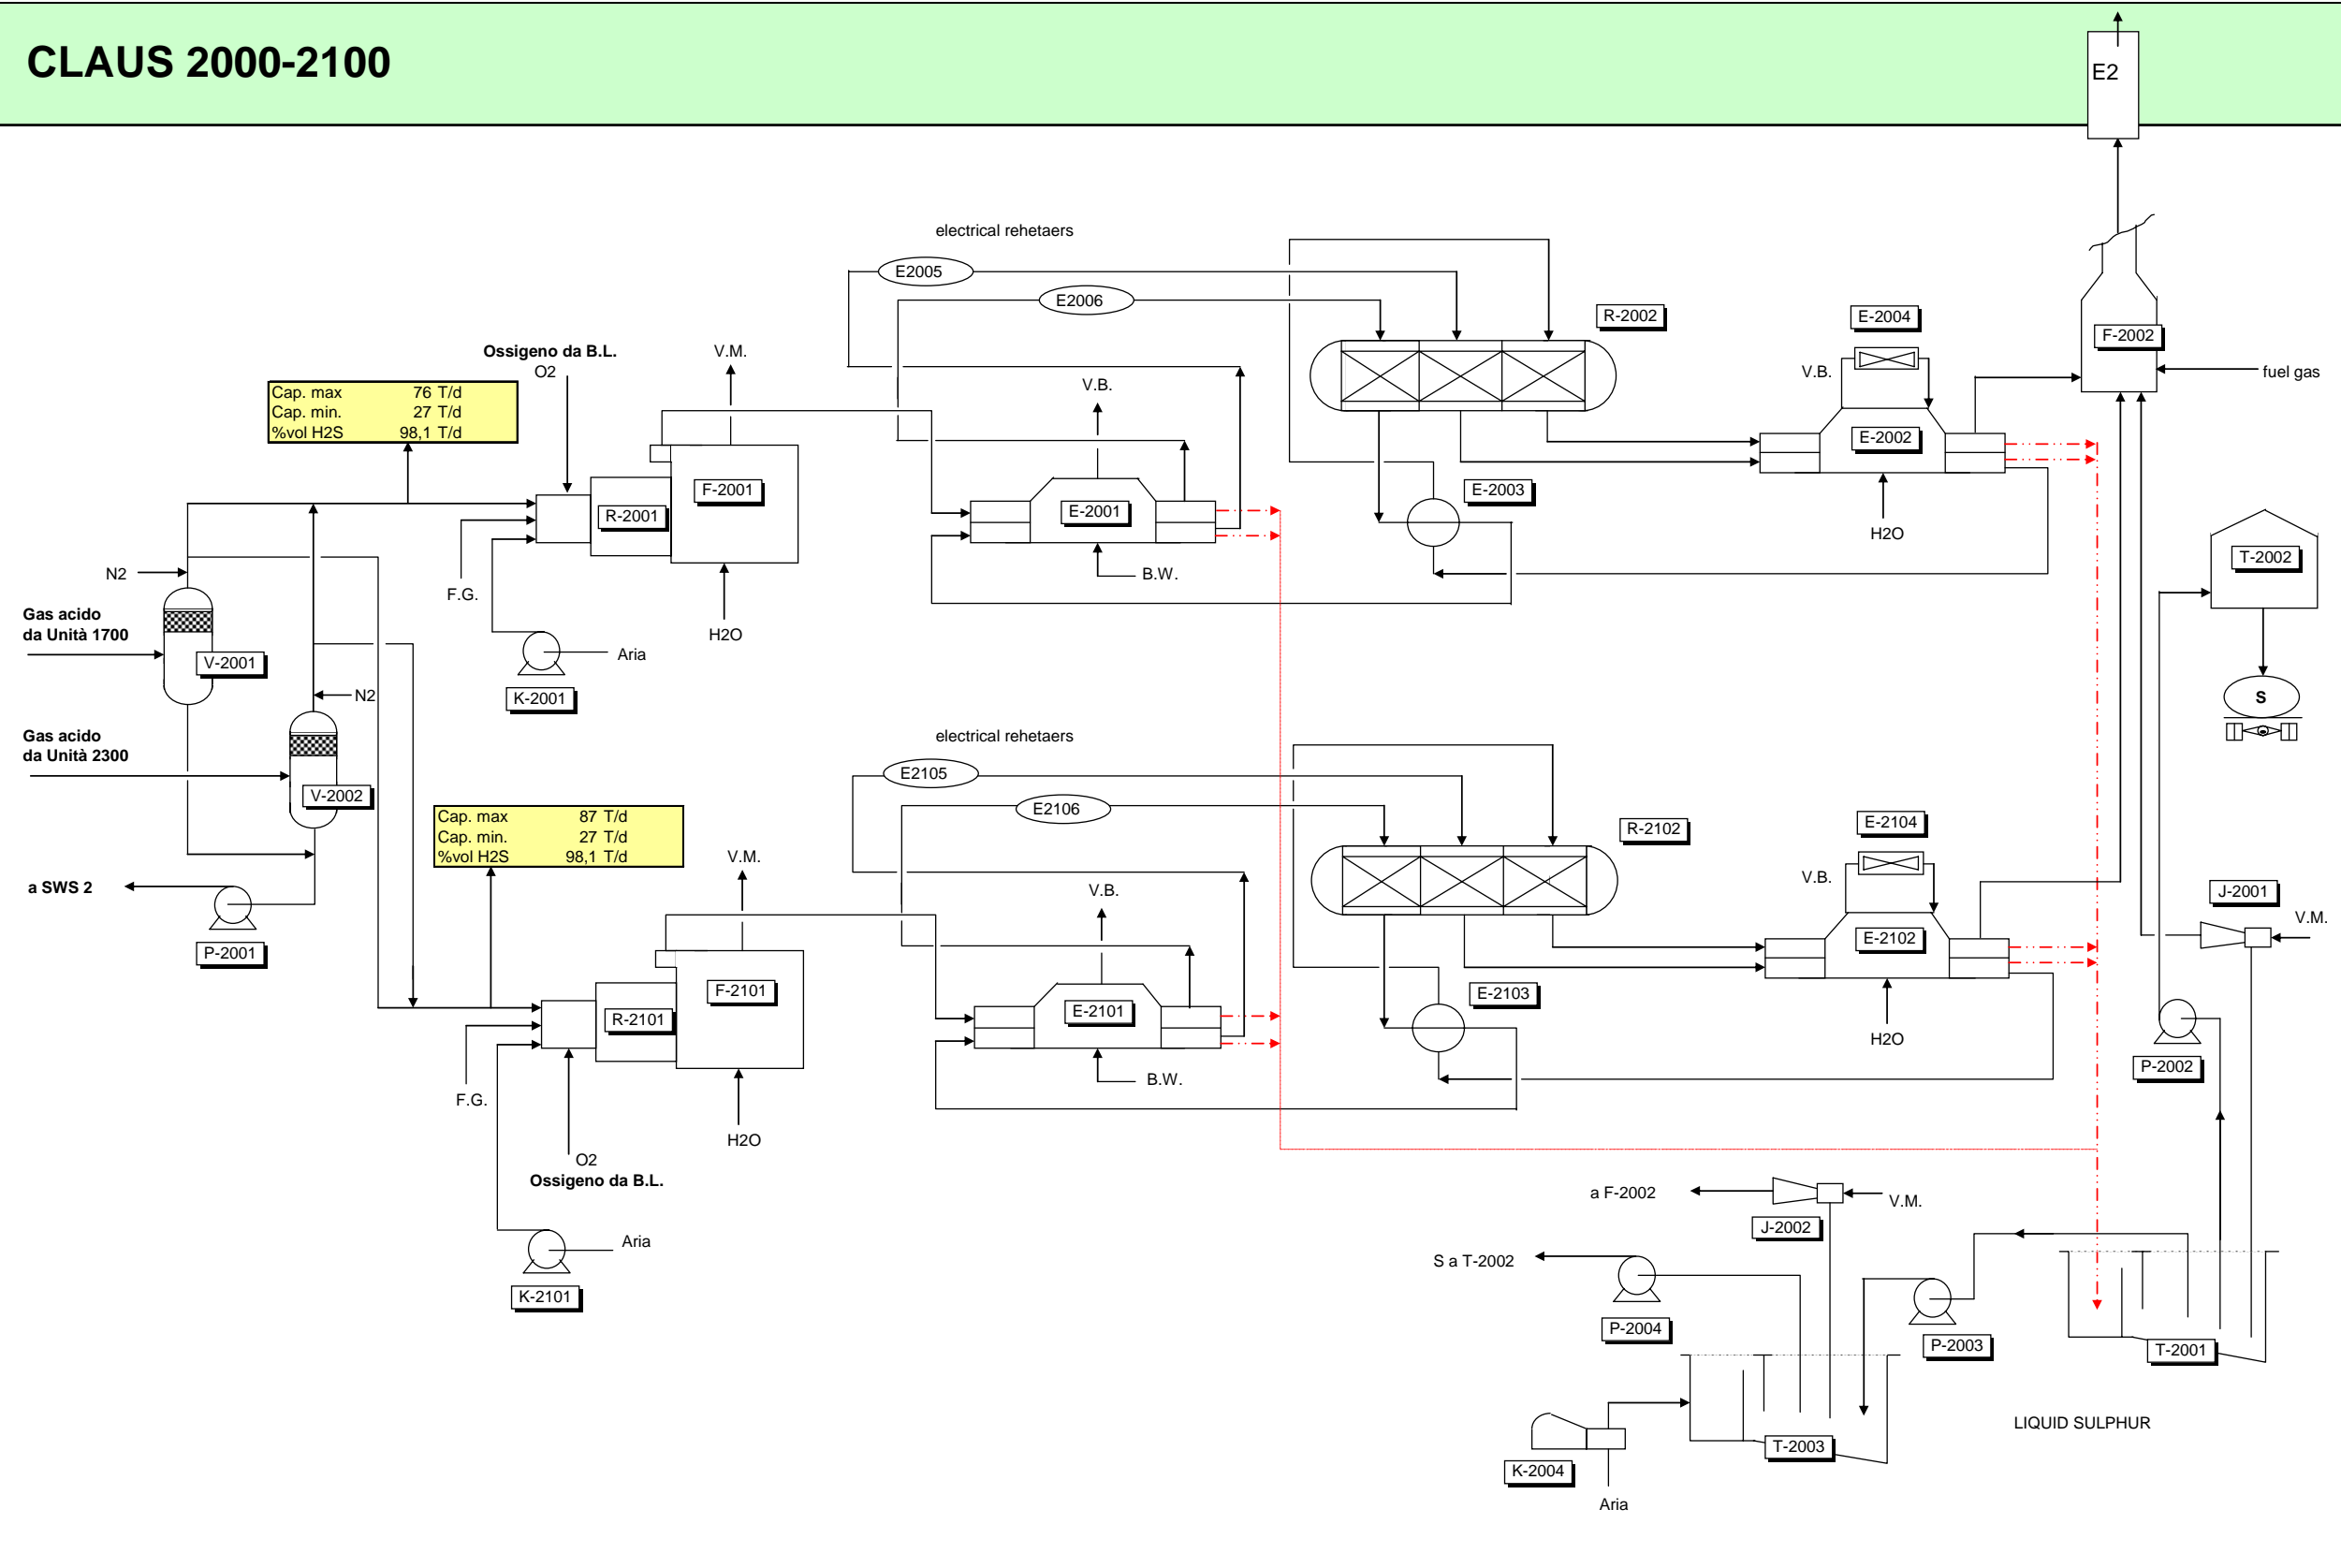 CLAUS 2000-2100
E2
electrical rehetaers
E2005
E2006
R-2002
E-2004
F-2002
Ossigeno da B.L.
O2
V.M.
V.B.
V.B.
fuel gas
Cap. max 76 T/d
Cap. min. 27 T/d
%vol H2S 98,1 T/d
F-2001
R-2001
E-2001
E-2003
E-2002
H2O
T-2002
N2
F.G.
B.W.
Gas acido
da Unità 1700
H2O
V-2001
Aria
K-2001
N2
S
Gas acido
da Unità 2300
V-2002
electrical rehetaers
E2105
E2106
R-2102
E-2104
Cap. max 87 T/d
Cap. min. 27 T/d
%vol H2S 98,1 T/d
V.M.
V.B.
V.B.
a SWS 2
P-2001
J-2001
V.M.
F-2101
R-2101
E-2101
E-2103
E-2102
H2O
P-2002
F.G.
B.W.
H2O
O2
Ossigeno da B.L.
a F-2002
V.M.
J-2002
Aria
K-2101
S a T-2002
P-2004
P-2003
T-2001
LIQUID SULPHUR
T-2003
K-2004
Aria